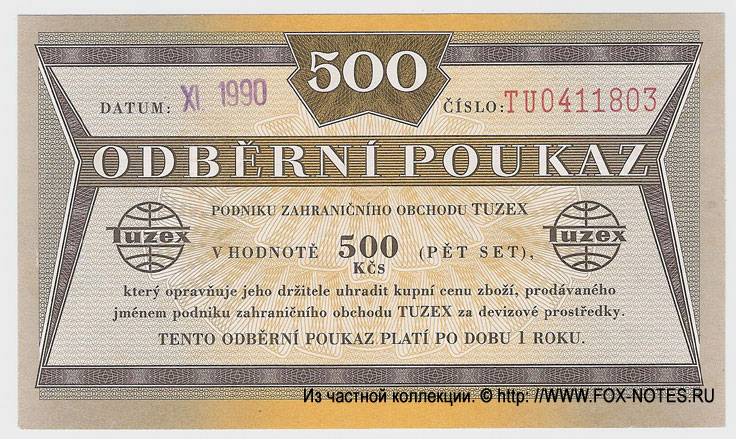 500
DATUM: XI. 1990
ČÍSLO: TU0411803
ODBĚRNÍ POUKAZ
PODNIKU ZAHRANIČNÍHO OBCHODU TUZEX
Tuzex
V HODNOTĚ 500 (PĚT SET),
Kčs
Tuzex
který opravňuje jeho držitele uhradit kupní cenu zboží, prodávaného
jménem podniku zahraničního obchodu TUZEX za devizové prostředky.
TENTO ODBĚRNÍ POUKAZ PLATÍ PO DOBU 1 ROKU.
Из частной коллекции. © http: //WWW.FOX-NOTES.RU